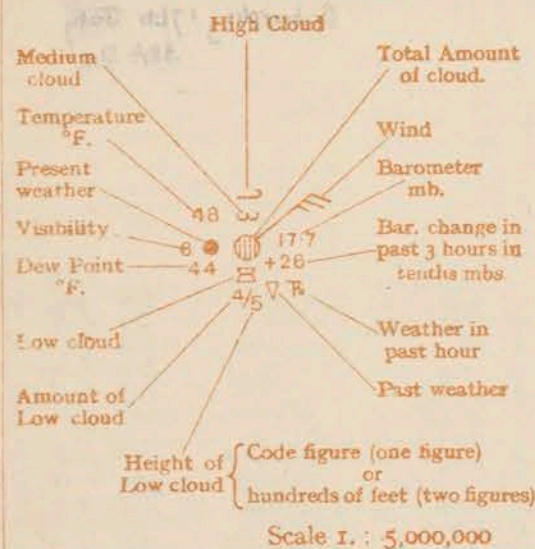 High Cloud
Medium cloud
Total Amount of cloud.
Temperature °F.
Wind
Present weather
Barometer mb.
48
Visibility
6
17.7
Bar. change in past 3 hours in tenths mbs
+26
Dew Point °F.
44
4/5
Low cloud
Weather in past hour
Amount of Low cloud
Past weather
Height of Low cloud
Code figure (one figure)
or
hundreds of feet (two figures)
Scale 1. : 5,000,000